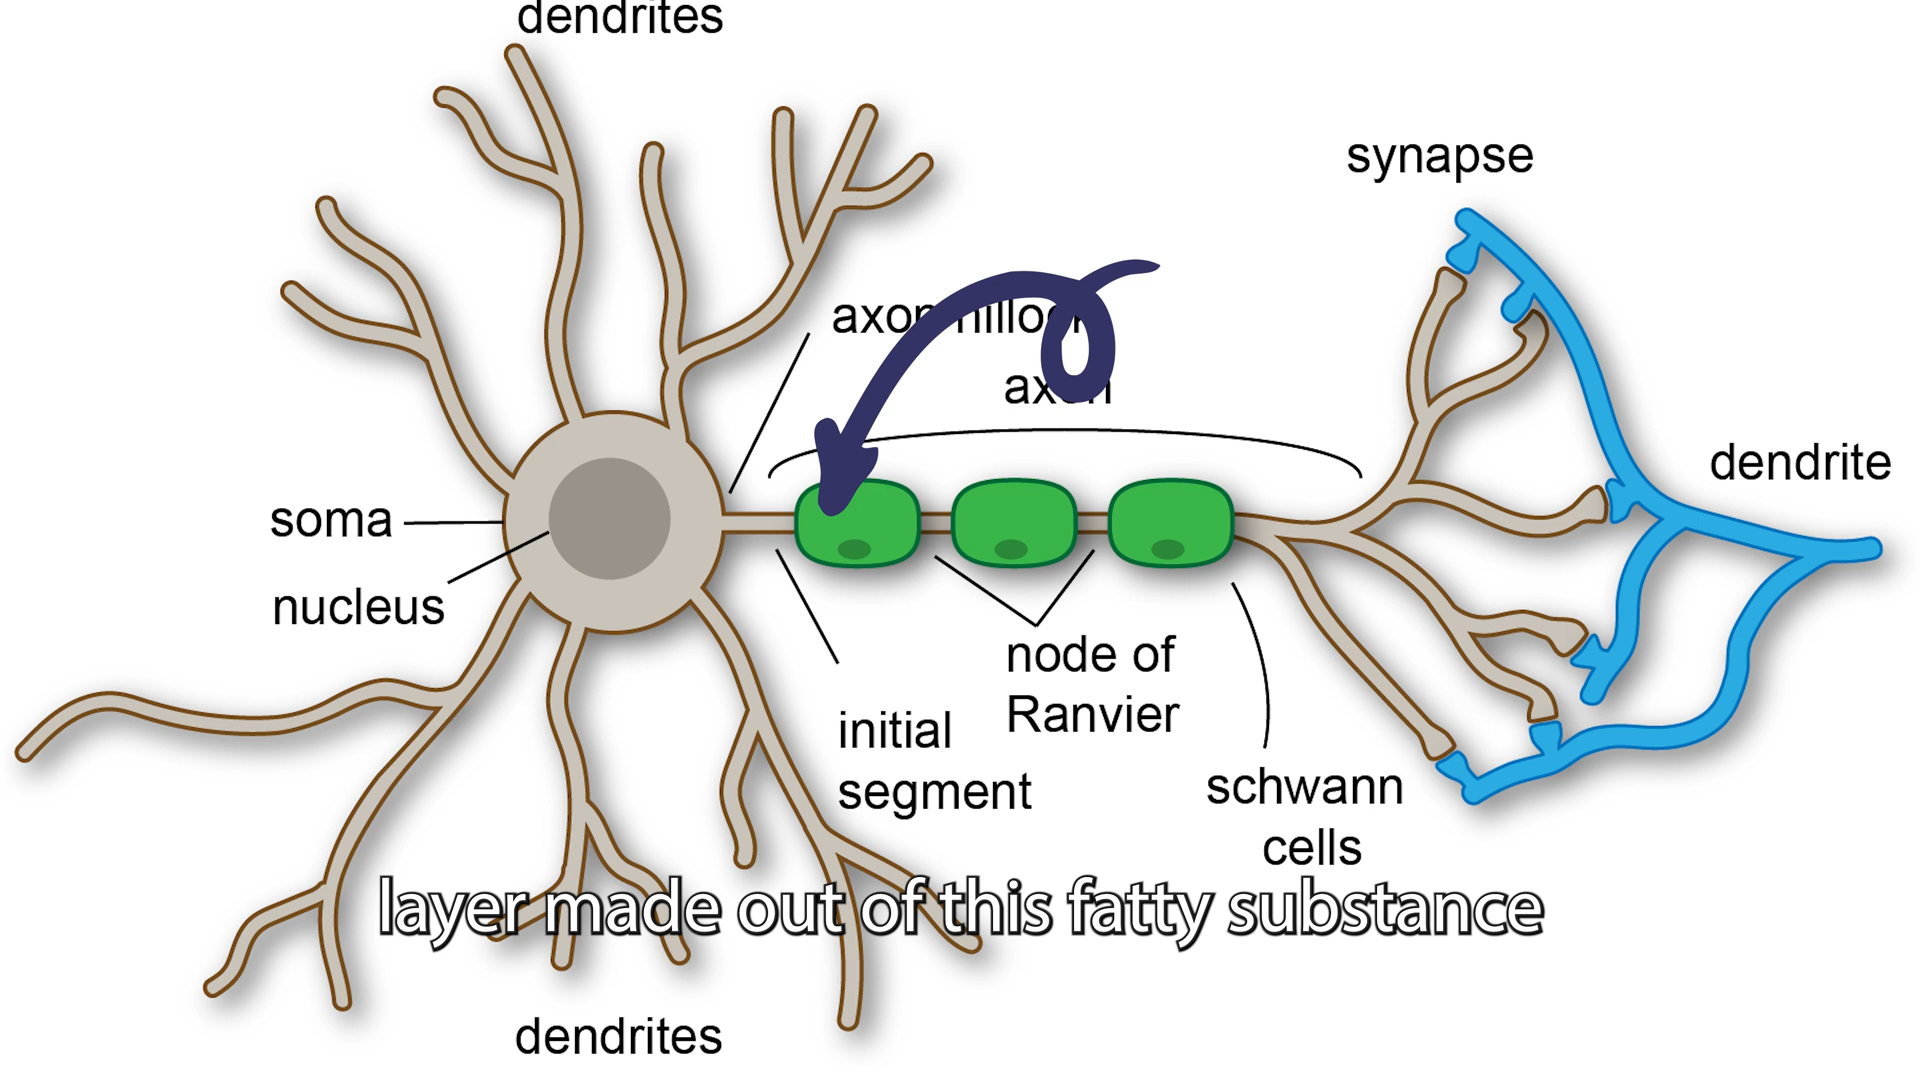 dendrites
synapse
axon hillock
axon
dendrite
soma
nucleus
node of
Ranvier
initial
segment
schwann
cells
layer made out of this fatty substance
dendrites